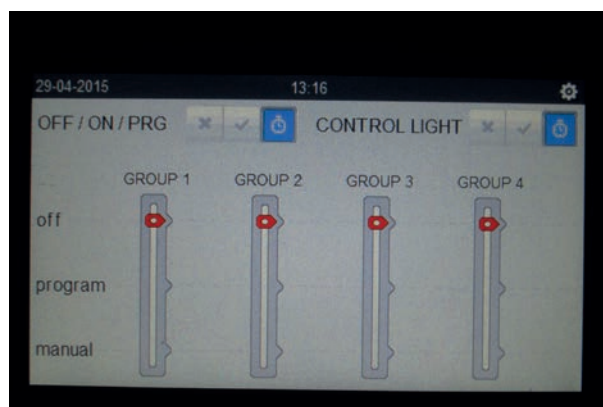 29-04-2015 13:16
OFF / ON / PRG CONTROL LIGHT
GROUP 1 GROUP 2 GROUP 3 GROUP 4
off
program
manual